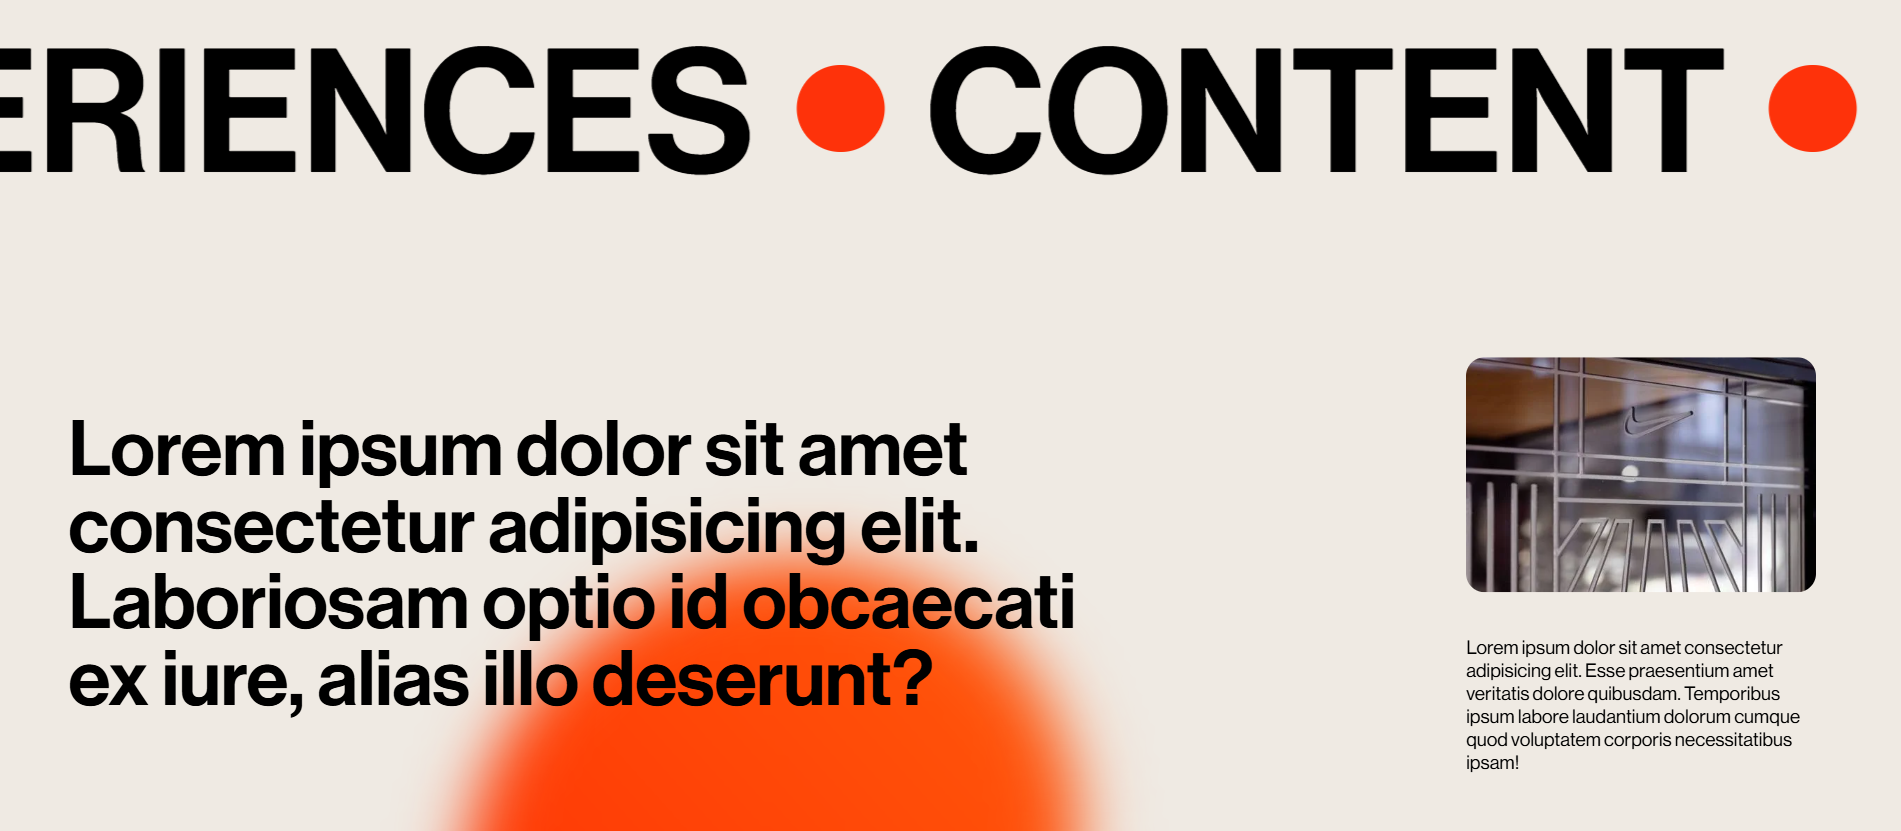 ERIENCES ● CONTENT ●
Lorem ipsum dolor sit amet
consectetur adipisicing elit.
Laboriosam optio id obcaecati
ex iure, alias illo deserunt?
Lorem ipsum dolor sit amet consectetur
adipisicing elit. Esse praesentium amet
veritatis dolore quibusdam. Temporibus
ipsum labore laudantium dolorum cumque
quod voluptatem corporis necessitatibus
ipsam!